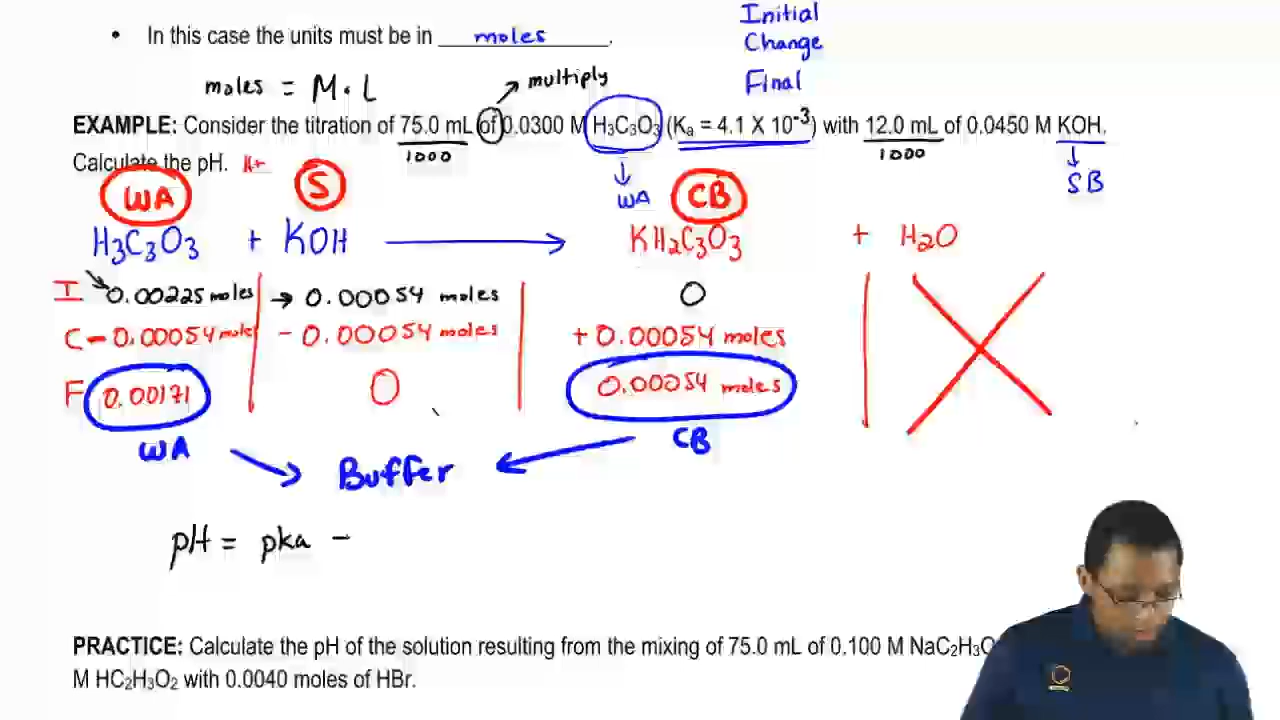 • In this case the units must be in moles.
Initial
Change
Final
moles = M·L
multiply
EXAMPLE: Consider the titration of 75.0 mL of 0.0300 M H₃C₃O₃ (Kₐ = 4.1 X 10⁻³) with 12.0 mL of 0.0450 M KOH.
1000
1000
Calculate the pH. H+
WA
SB
WA S CB
H₃C₃O₃ + KOH → KH₂C₃O₃ + H₂O
I 0.00225 moles → 0.00054 moles 0
C - 0.00054 moles - 0.00054 moles + 0.00054 moles
F 0.00171 0 0.00054 moles
WA CB
Buffer
pH = pka -
PRACTICE: Calculate the pH of the solution resulting from the mixing of 75.0 mL of 0.100 M
M HC₂H₃O₂ with 0.0040 moles of HBr.